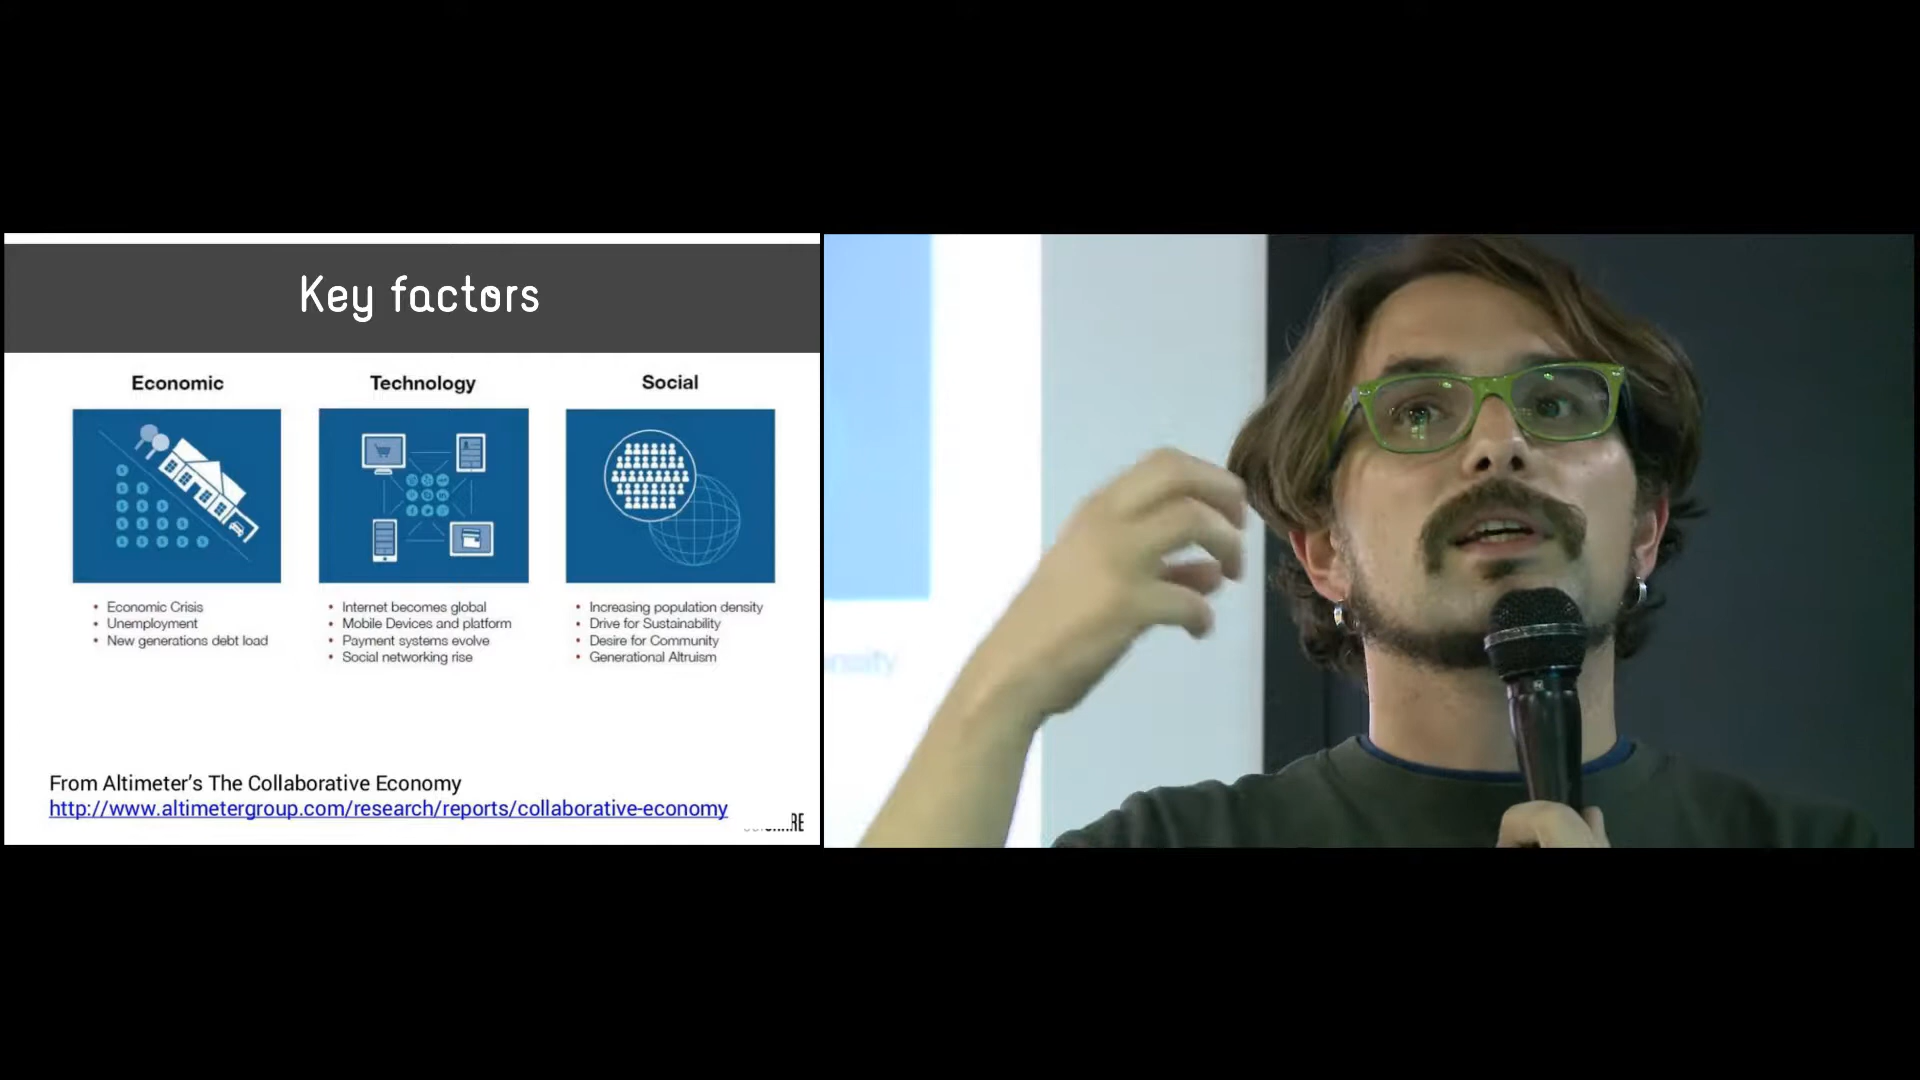 Key factors
Economic
Technology
Social
• Economic Crisis
• Unemployment
• New generations debt load
• Internet becomes global
• Mobile Devices and platform
• Payment systems evolve
• Social networking rise
• Increasing population density
• Drive for Sustainability
• Desire for Community
• Generational Altruism
From Altimeter’s The Collaborative Economy
http://www.altimetergroup.com/research/reports/collaborative-economy